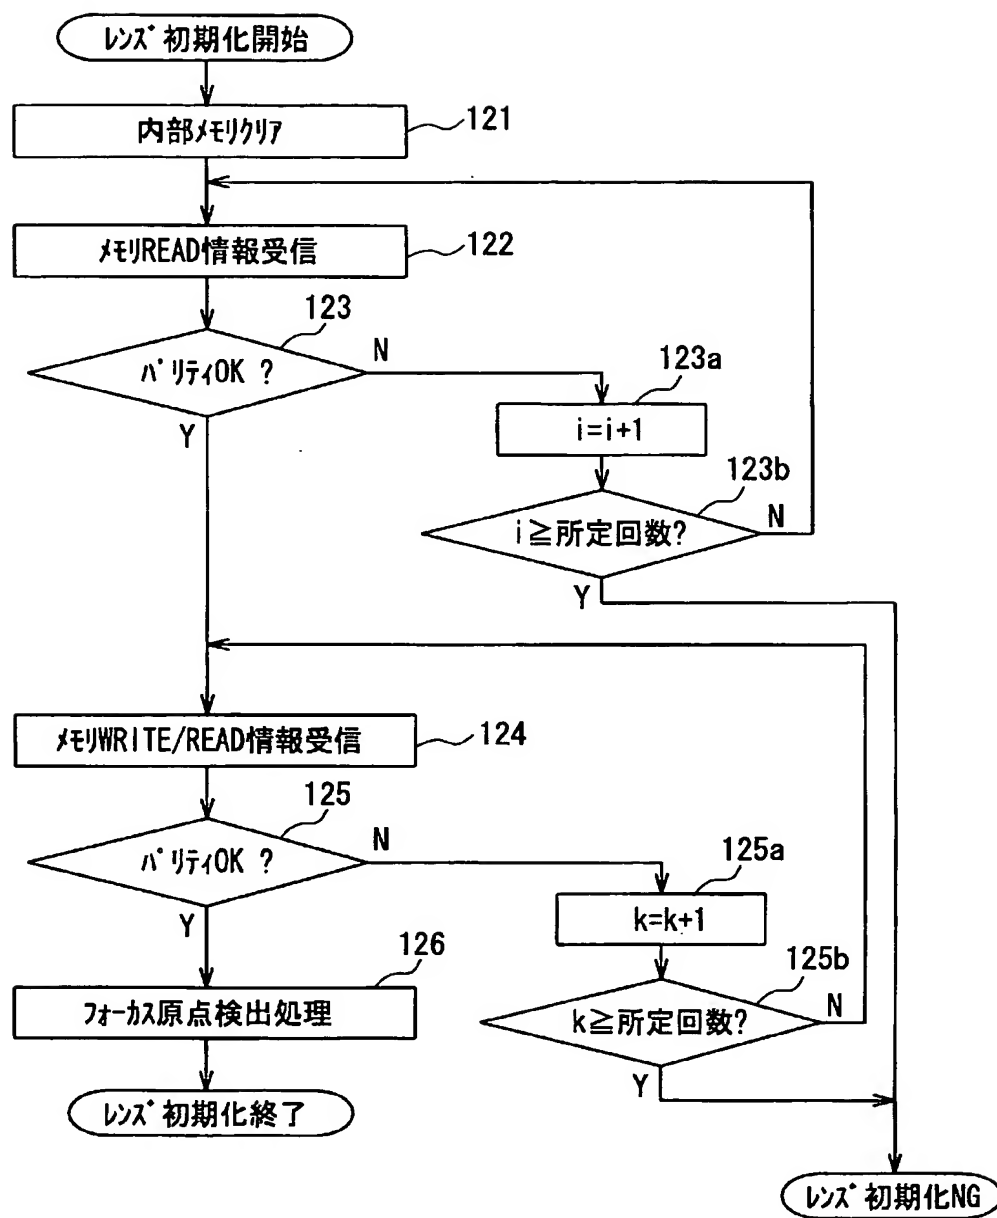 ﾚﾝｽﾞ初期化開始
内部ﾒﾓﾘｸﾘｱ
121
ﾒﾓﾘREAD情報受信
122
123
ﾊﾟﾘﾃｨOK ?
N
Y
123a
i=i+1
123b
i≧所定回数?
N
Y
ﾒﾓﾘWRITE/READ情報受信
124
125
ﾊﾟﾘﾃｨOK ?
N
Y
125a
k=k+1
126
125b
ﾌｫｰｶｽ原点検出処理
k≧所定回数?
N
Y
ﾚﾝｽﾞ初期化終了
ﾚﾝｽﾞ初期化NG